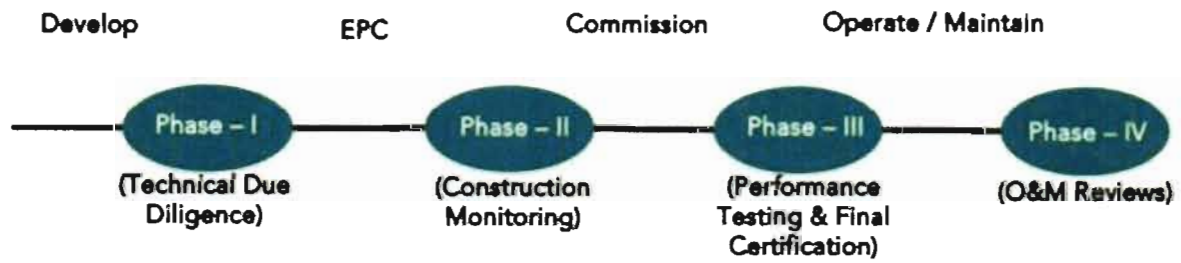 Develop EPC Commission Operate / Maintain
Phase – I Phase – II Phase – III Phase – IV
(Technical Due
Diligence)
(Construction
Monitoring)
(Performance
Testing & Final
Certification)
(O&M Reviews)